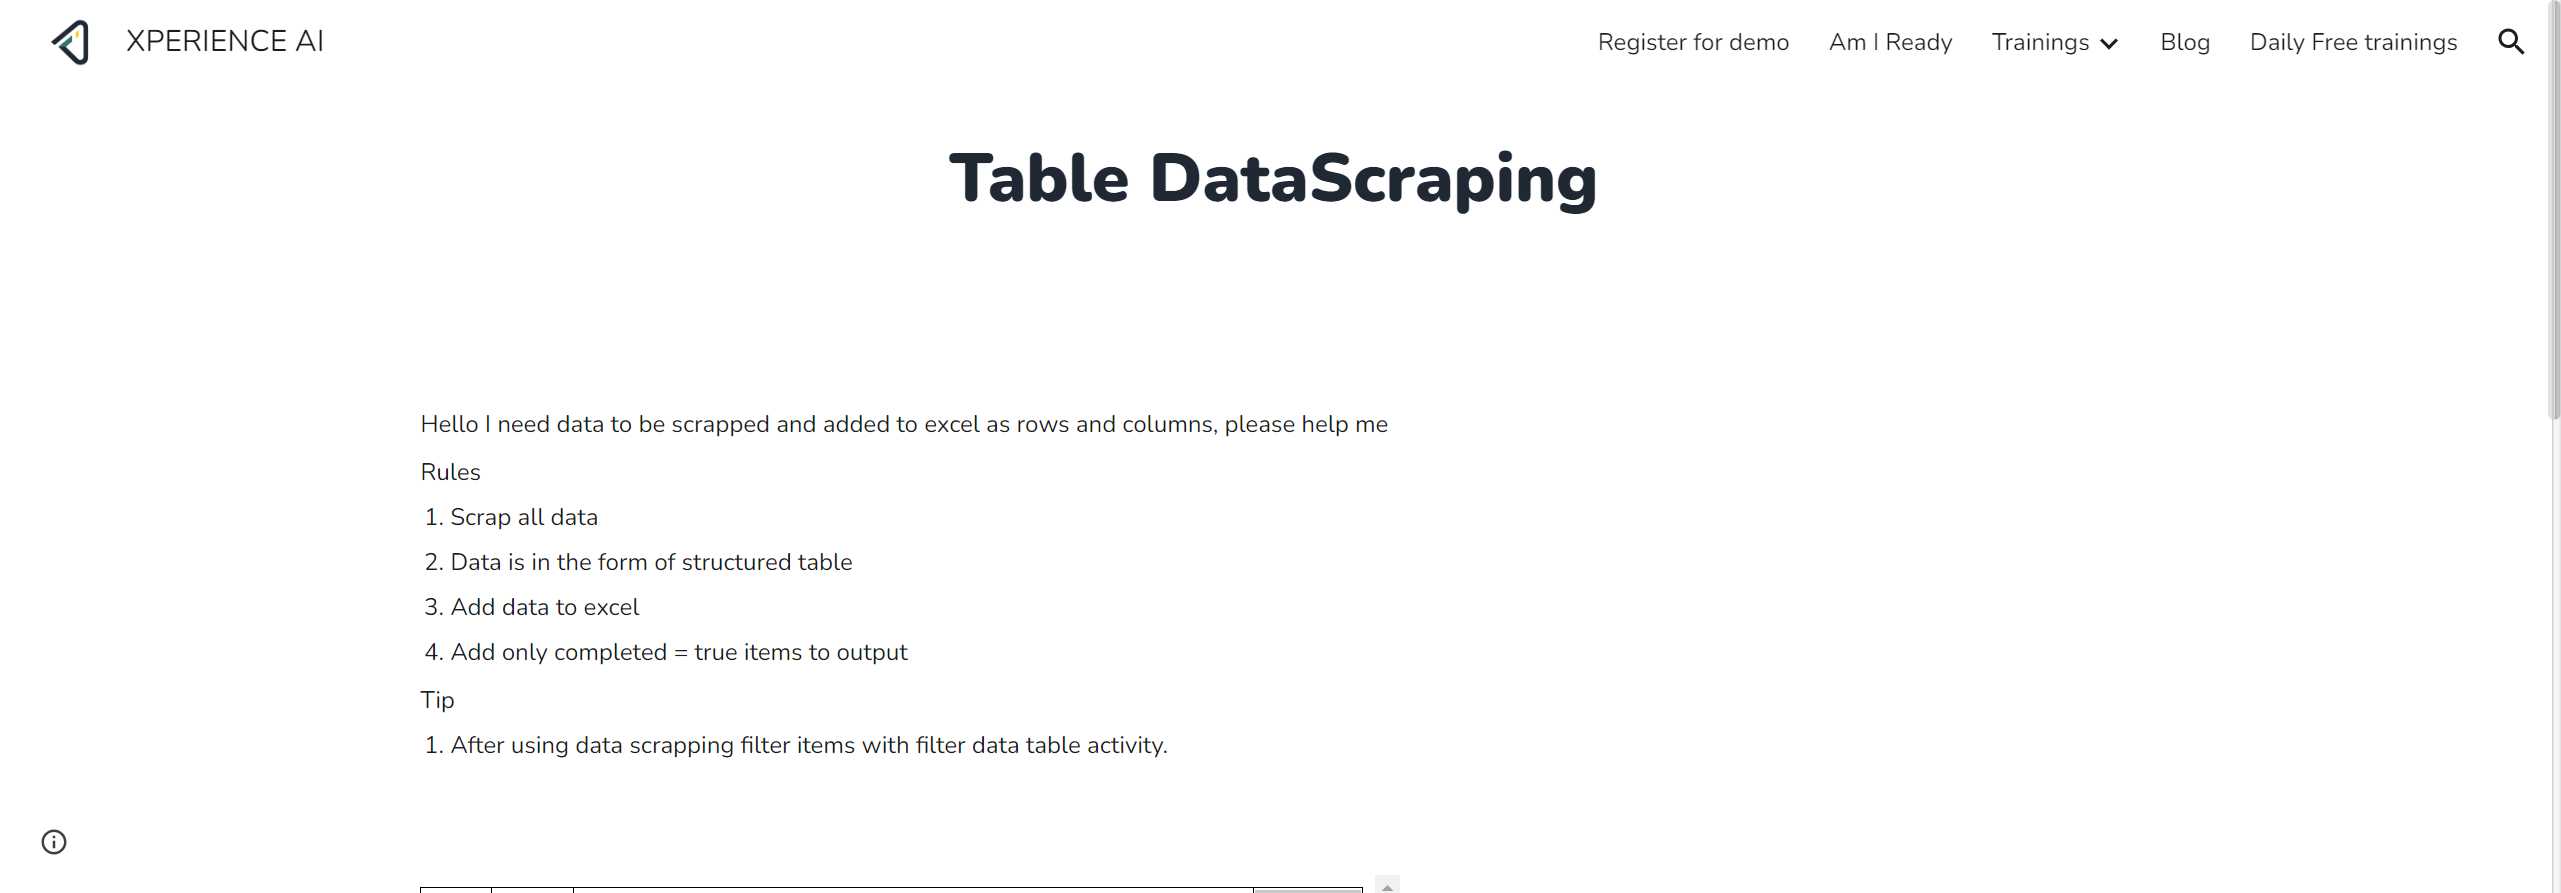 XPERIENCE AI
Register for demo Am I Ready Trainings Blog Daily Free trainings
Table DataScraping
Hello I need data to be scrapped and added to excel as rows and columns, please help me
Rules
1. Scrap all data
2. Data is in the form of structured table
3. Add data to excel
4. Add only completed = true items to output
Tip
1. After using data scrapping filter items with filter data table activity.